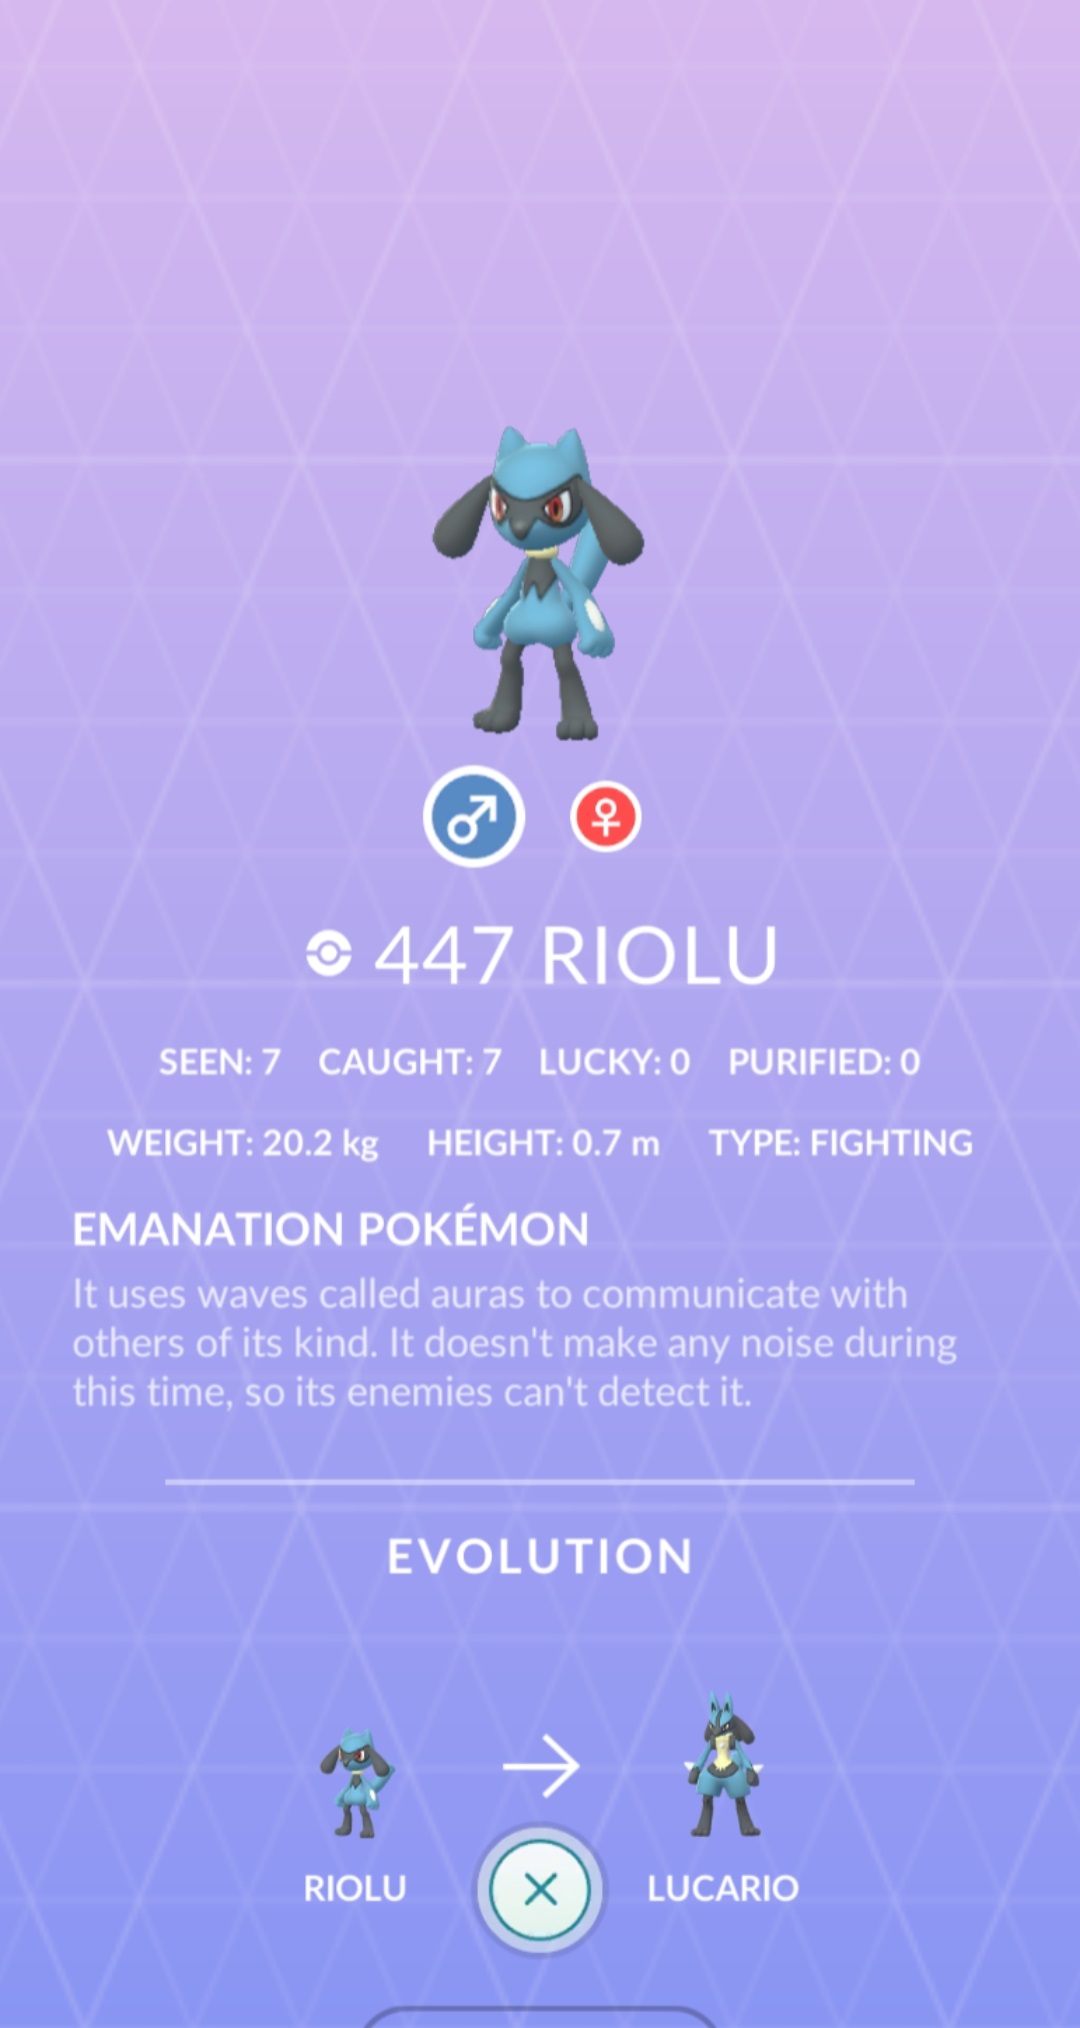 447 RIOLU
SEEN: 7 CAUGHT: 7 LUCKY: 0 PURIFIED: 0
WEIGHT: 20.2 kg HEIGHT: 0.7 m TYPE: FIGHTING
EMANATION POKÉMON
It uses waves called auras to communicate with
others of its kind. It doesn't make any noise during
this time, so its enemies can't detect it.
EVOLUTION
RIOLU LUCARIO